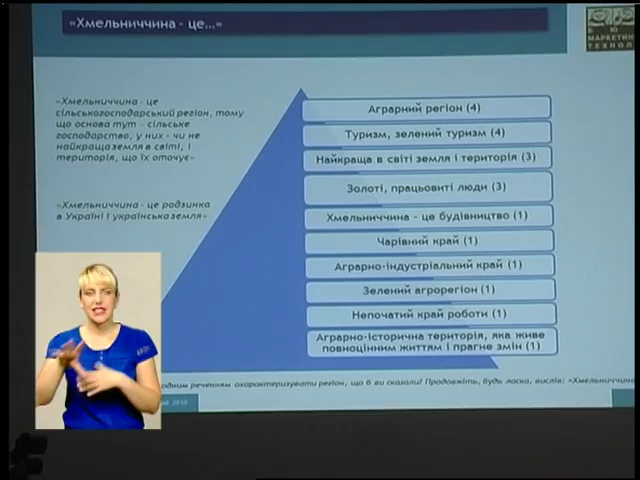 «Хмельниччина - це...»
Б Ю
МАРКЕТИН
ТЕХНОЛ
«Хмельниччина - це
сільськогосподарський регіон, тому
що основа тут - сільське
господарство, у них - чи не
найкраща земля в світі, і
територія, що їх оточує»
«Хмельниччина - це родзинка
в Україні і українська земля»
Аграрний регіон (4)
Туризм, зелений туризм (4)
Найкраща в світі земля і територія (3)
Золоті, працьовиті люди (3)
Хмельниччина - це будівництво (1)
Чарівний край (1)
Аграрно-індустріальний край (1)
Зелений агрорегіон (1)
Непочатий край роботи (1)
Аграрно-історична територія, яка живе
повноцінним життям і прагне змін (1)
одним реченням охарактеризувати регіон, що б ви сказали? Продовжіть, будь ласка, вислів: «Хмельниччина